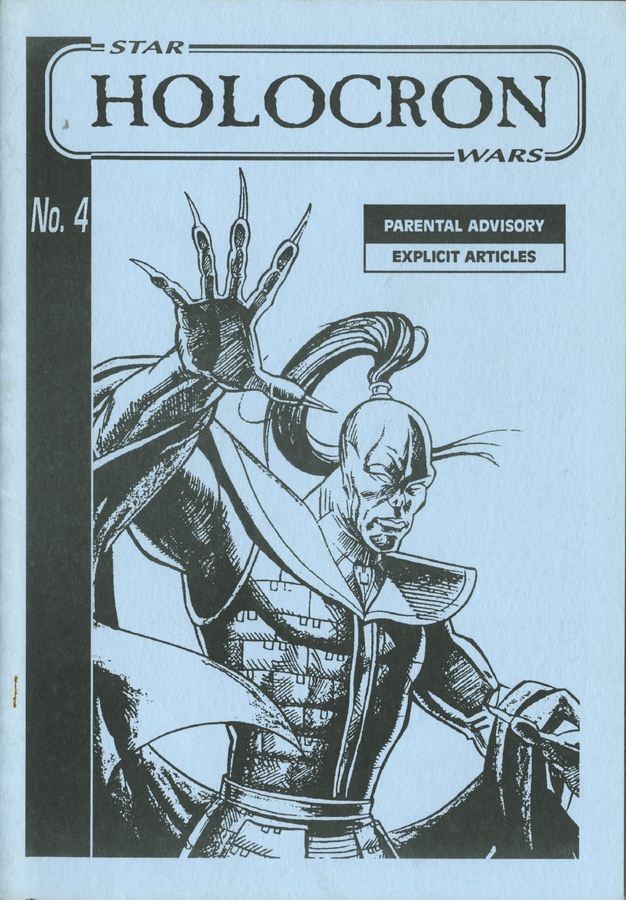 STAR
HOLOCRON
WARS
No. 4
PARENTAL ADVISORY
EXPLICIT ARTICLES